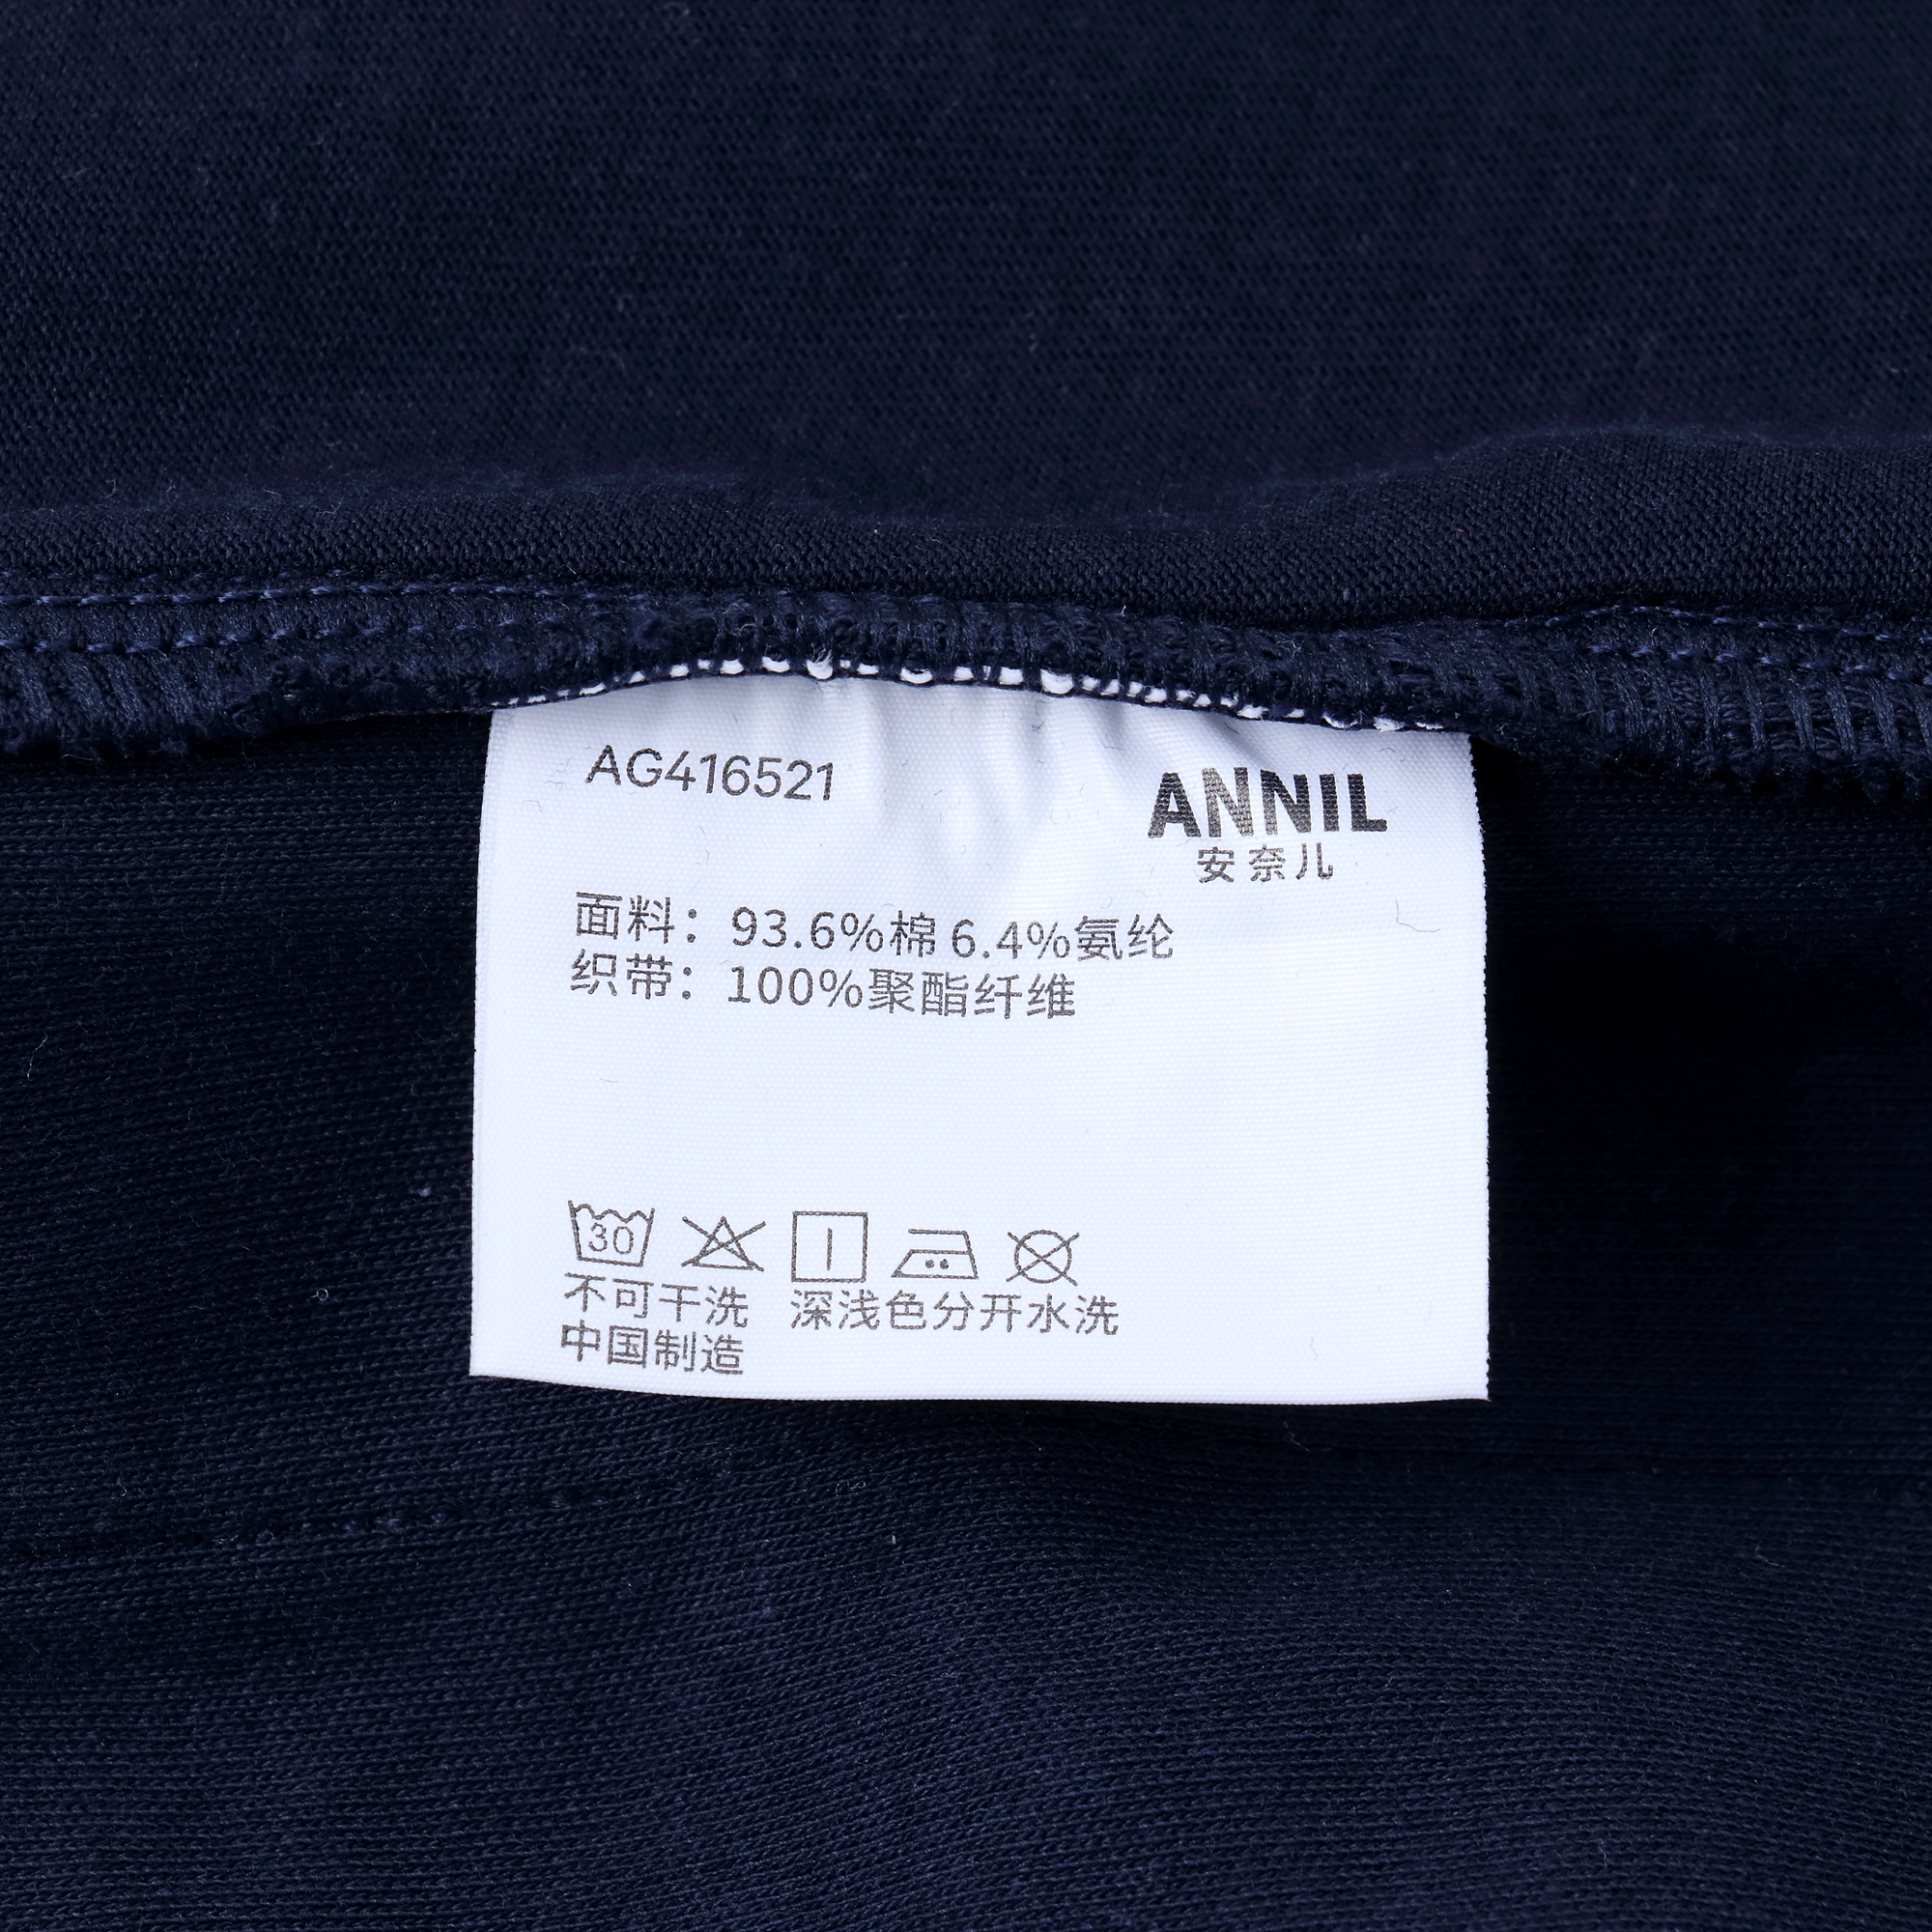 AG416521
ANNIL
安奈儿
面料：93.6%棉 6.4%氨纶
织带：100%聚酯纤维
30
不可干洗 深浅色分开水洗
中国制造